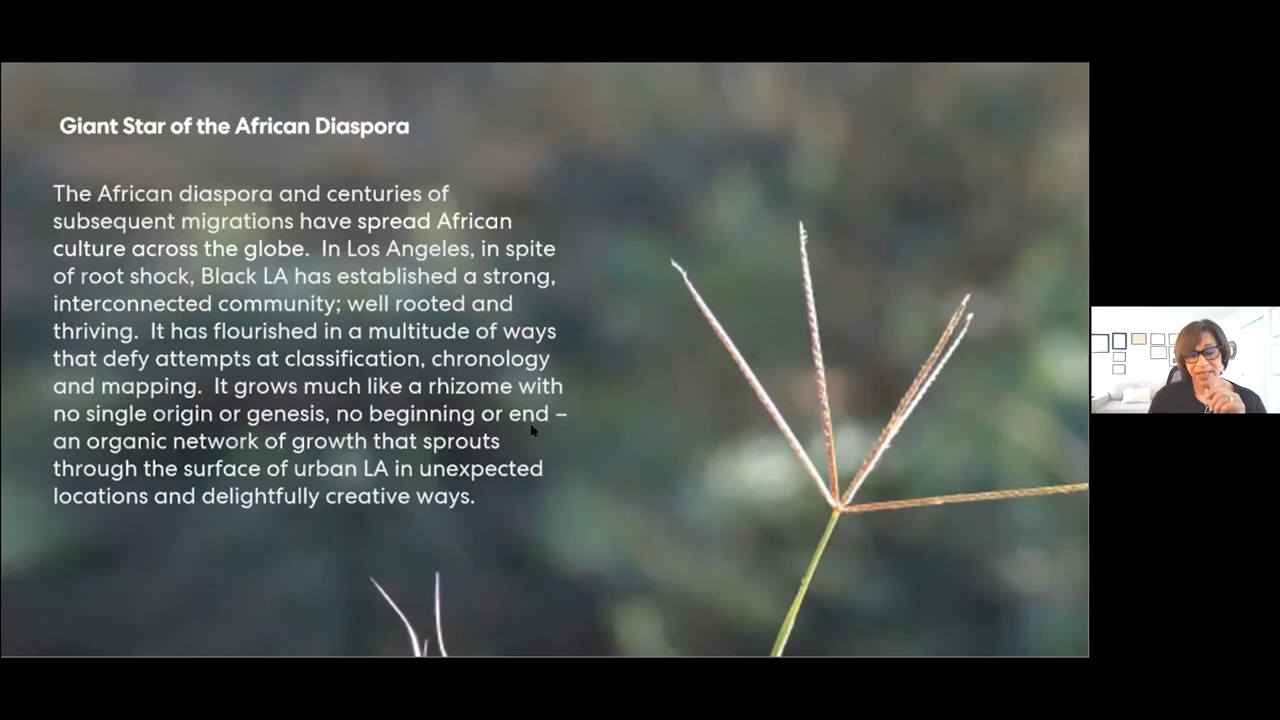 Giant Star of the African Diaspora
The African diaspora and centuries of
subsequent migrations have spread African
culture across the globe.  In Los Angeles, in spite
of root shock, Black LA has established a strong,
interconnected community; well rooted and
thriving.  It has flourished in a multitude of ways
that defy attempts at classification, chronology
and mapping.  It grows much like a rhizome with
no single origin or genesis, no beginning or end –
an organic network of growth that sprouts
through the surface of urban LA in unexpected
locations and delightfully creative ways.